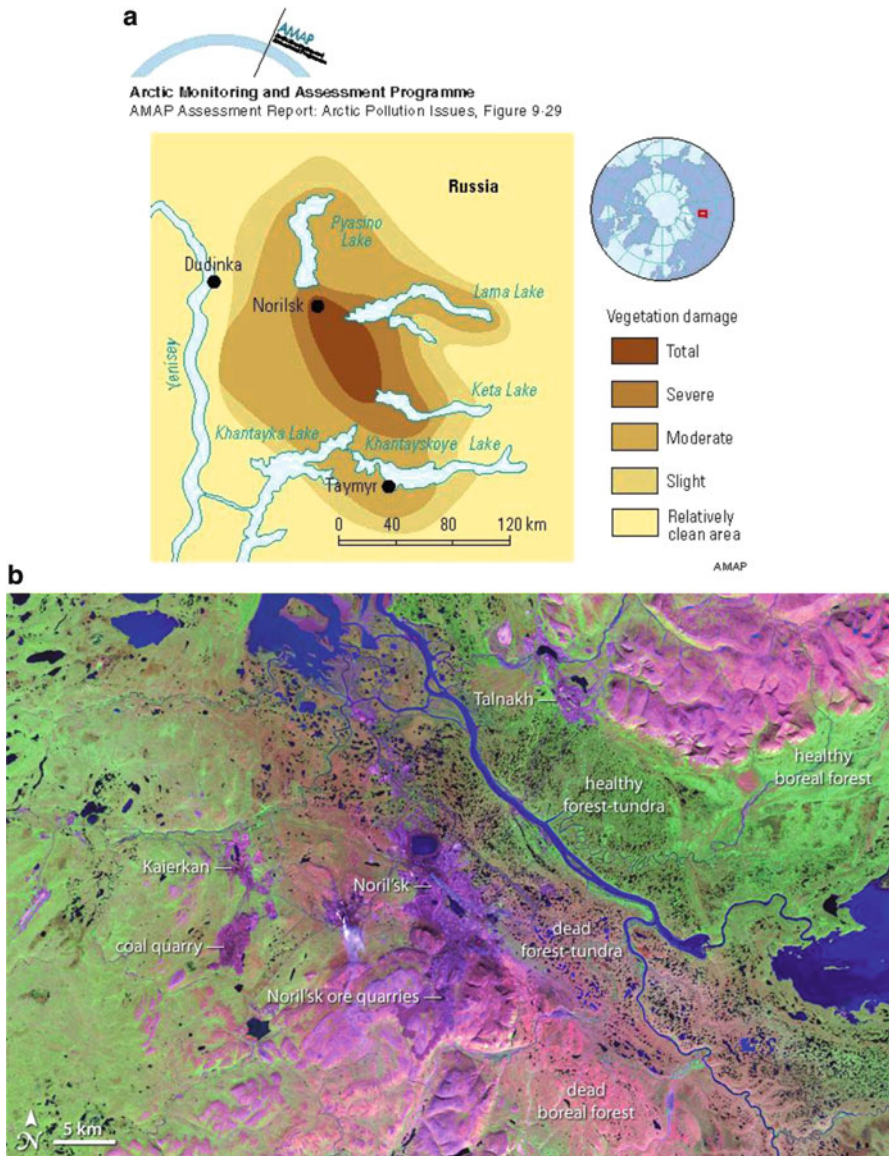 a
AMAP
Arctic Monitoring and Assessment Programme
AMAP Assessment Report: Arctic Pollution Issues, Figure 9·29
Russia
Pyasino
Lake
Dudinka
Lama Lake
Norilsk
Yenisey
Keta Lake
Khantayka Lake
Khantayskoye Lake
Taymyr
0 40 80 120 km
Vegetation damage
Total
Severe
Moderate
Slight
Relatively
clean area
AMAP
b
Talnakh
healthy
boreal forest
healthy
forest-tundra
Kaierkan
Noril'sk
coal quarry
dead
forest-tundra
Noril'sk ore quarries
dead
boreal forest
N
5 km